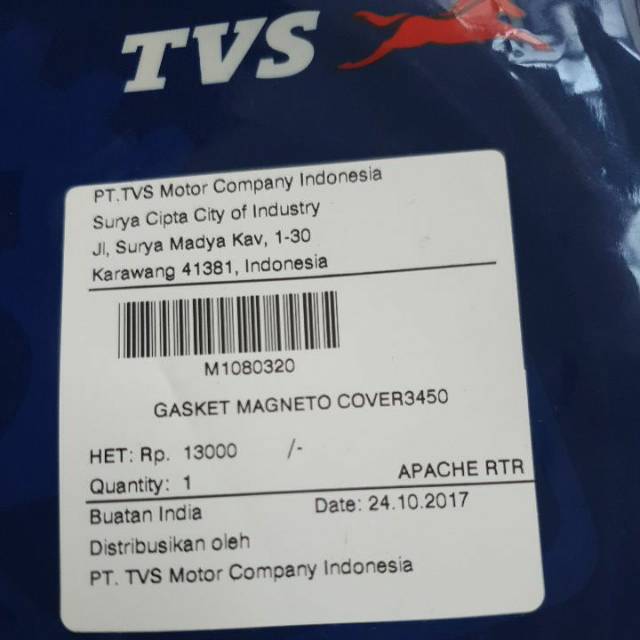 TVS
PT.TVS Motor Company Indonesia
Surya Cipta City of Industry
Jl, Surya Madya Kav, 1-30
Karawang 41381, Indonesia
M1080320
GASKET MAGNETO COVER3450
HET: Rp. 13000 /-
Quantity: 1 APACHE RTR
Buatan India Date: 24.10.2017
Distribusikan oleh
PT. TVS Motor Company Indonesia